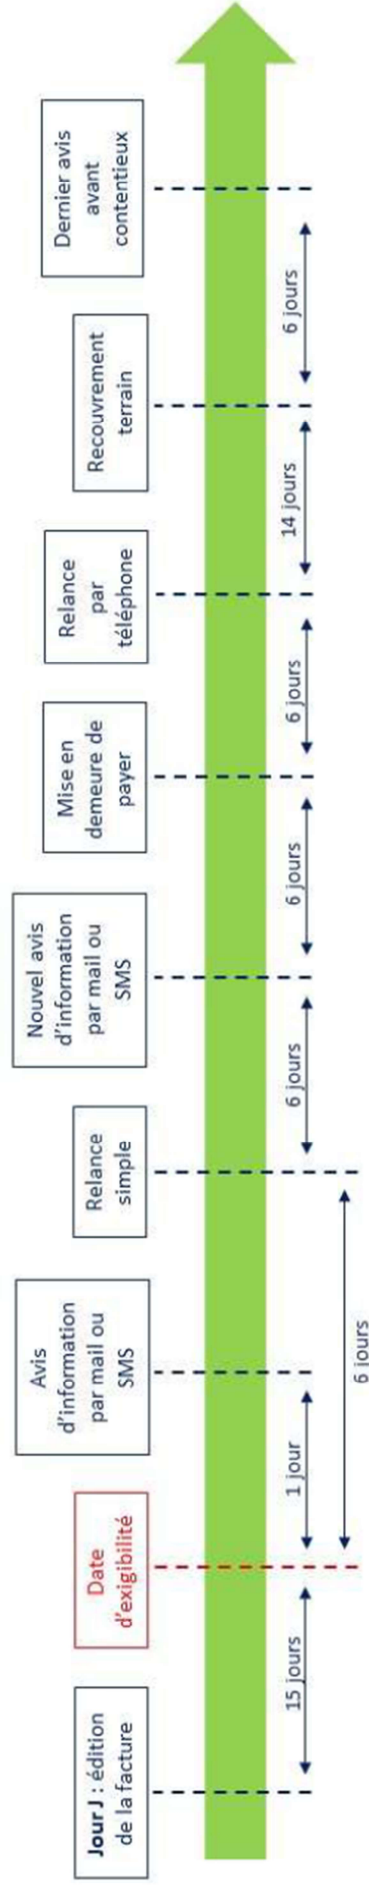 Jour J : édition
de la facture
Date
d'exigibilité
Avis
d'information
par mail ou
SMS
Relance
simple
Nouvel avis
d'information
par mail ou
SMS
Mise en
demeure de
payer
Relance
par
téléphone
Recouvrement
terrain
Dernier avis
avant
contentieux
15 jours
1 jour
6 jours
6 jours
6 jours
6 jours
14 jours
6 jours